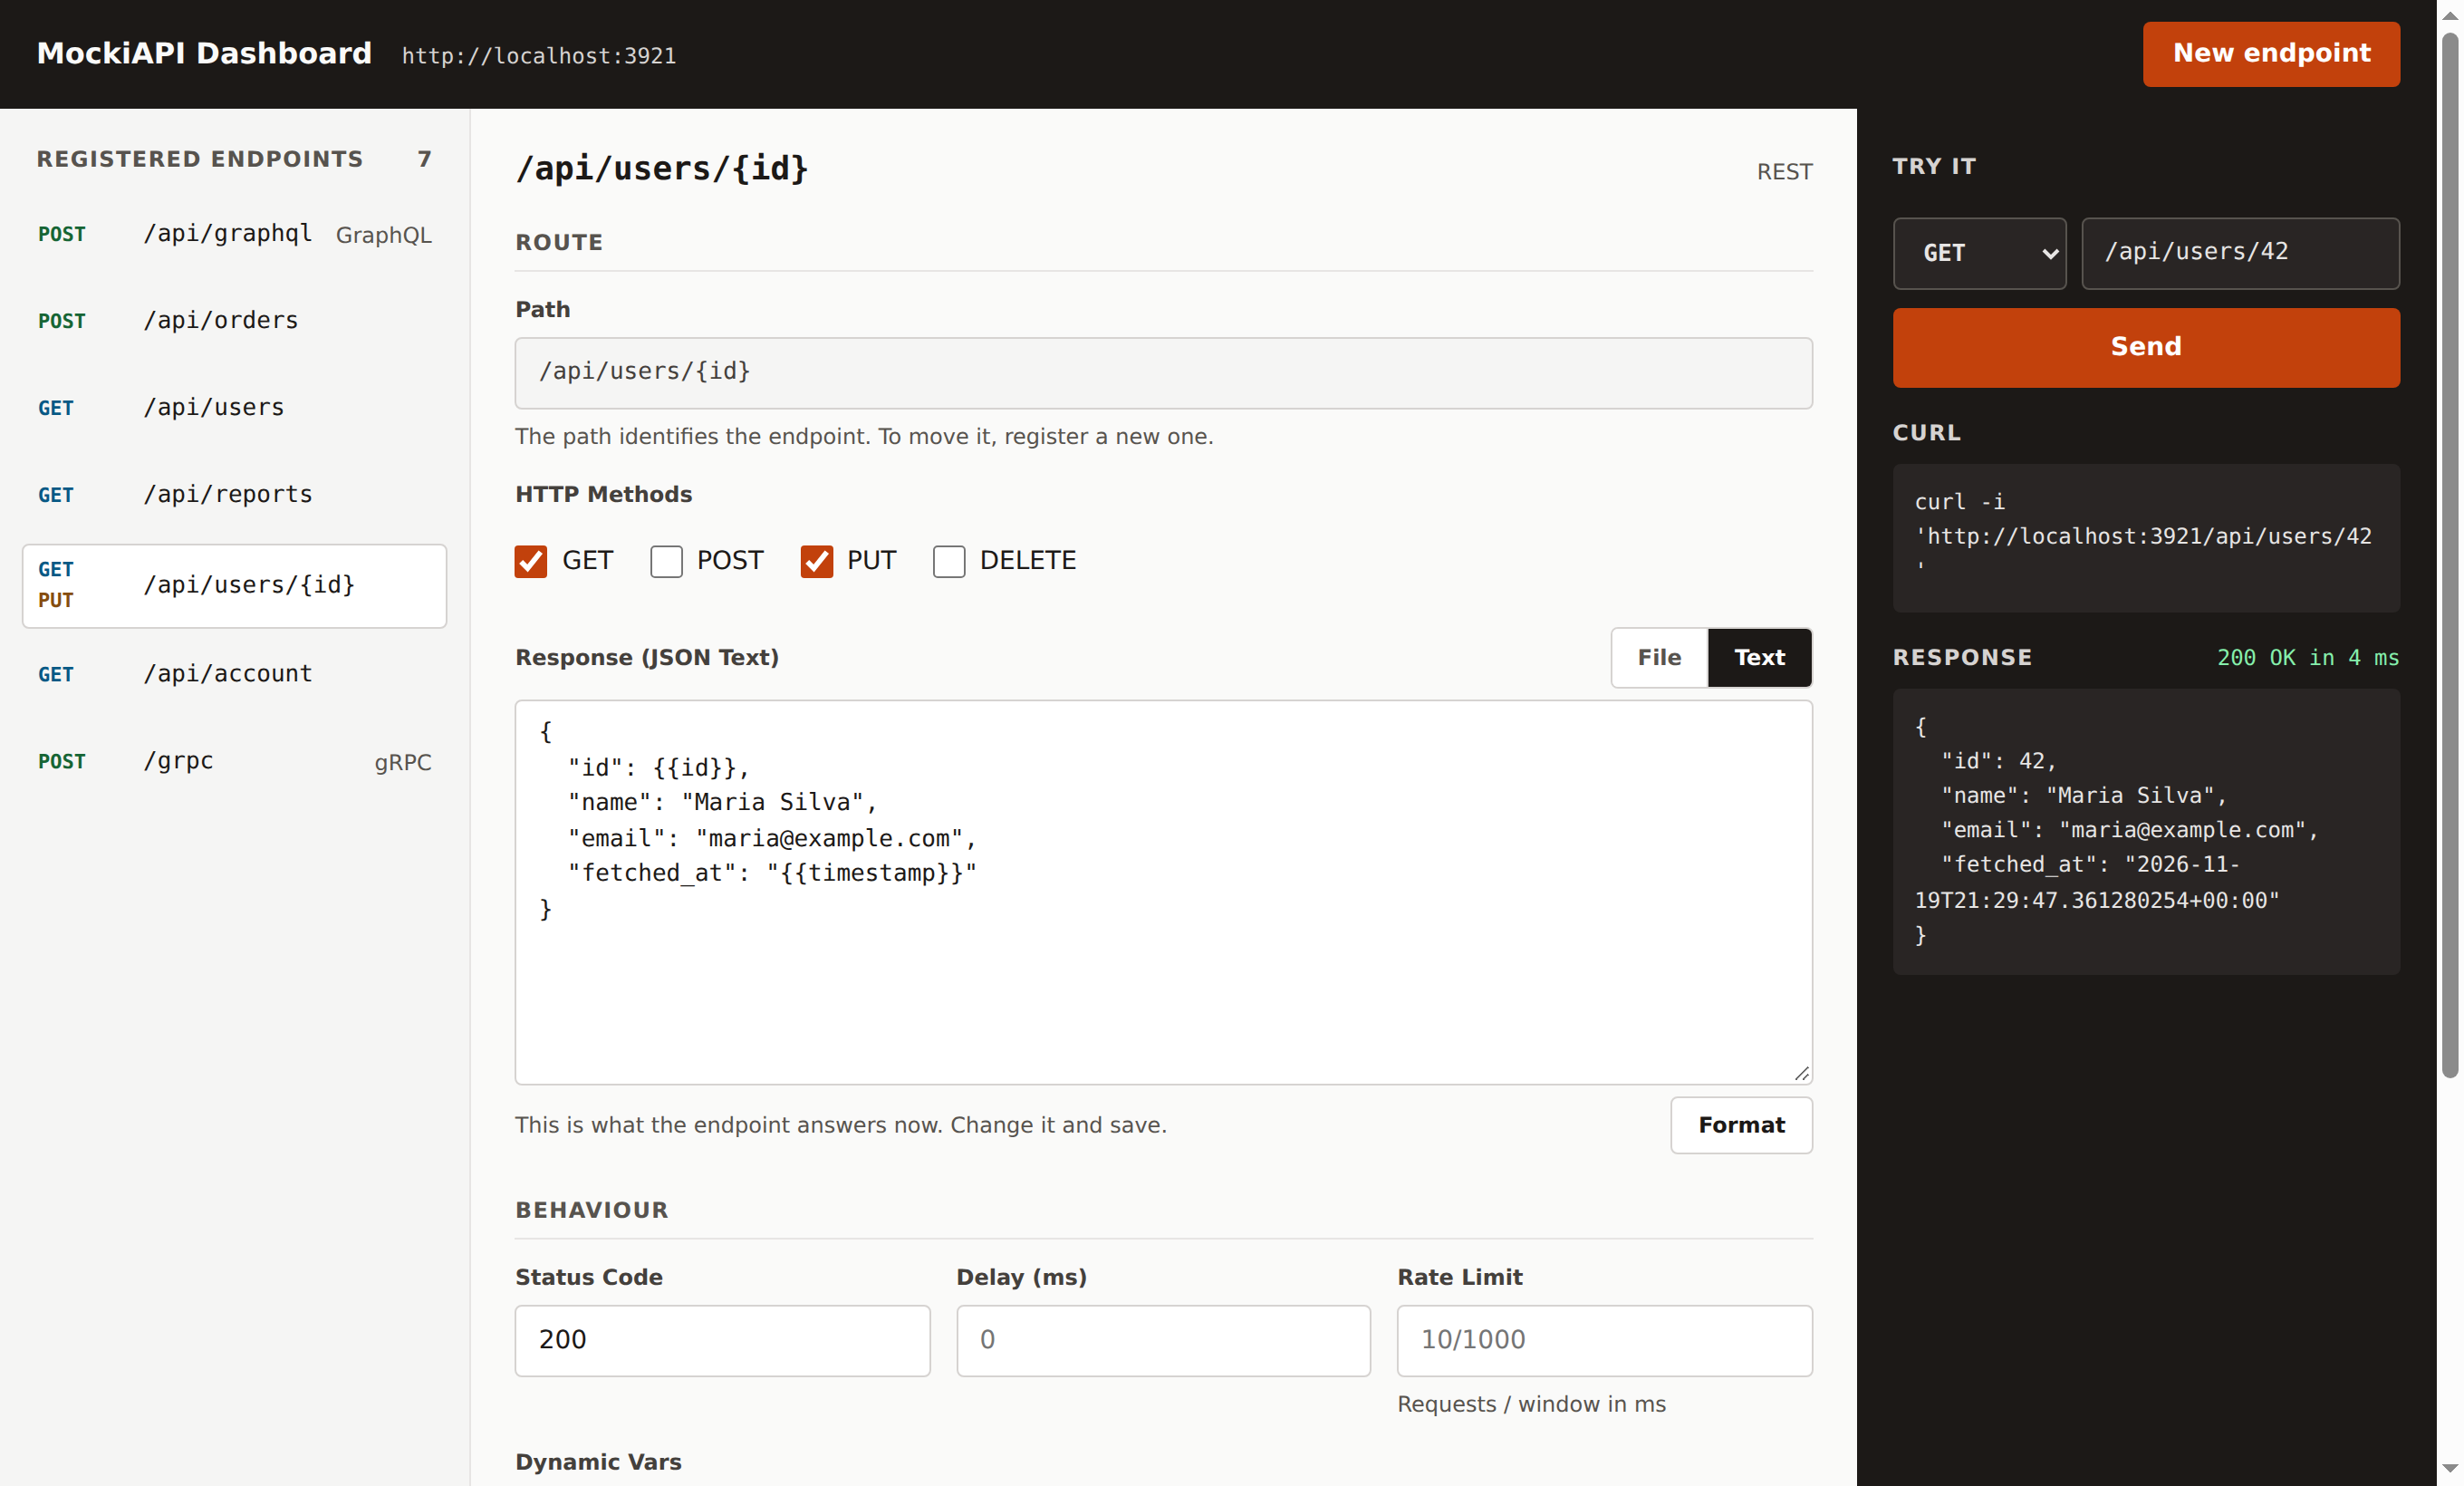 MockiAPI Dashboard http://localhost:3921
New endpoint
REGISTERED ENDPOINTS 7
POST /api/graphql GraphQL
POST /api/orders
GET /api/users
GET /api/reports
GET
PUT
/api/users/{id}
GET /api/account
POST /grpc gRPC
/api/users/{id} REST
ROUTE
Path
/api/users/{id}
The path identifies the endpoint. To move it, register a new one.
HTTP Methods
GET POST PUT DELETE
Response (JSON Text) File Text
{
  "id": {{id}},
  "name": "Maria Silva",
  "email": "maria@example.com",
  "fetched_at": "{{timestamp}}"
}
This is what the endpoint answers now. Change it and save. Format
BEHAVIOUR
Status Code Delay (ms) Rate Limit
200 0 10/1000
Requests / window in ms
Dynamic Vars
TRY IT
GET /api/users/42
Send
CURL
curl -i
'http://localhost:3921/api/users/42
'
RESPONSE 200 OK in 4 ms
{
  "id": 42,
  "name": "Maria Silva",
  "email": "maria@example.com",
  "fetched_at": "2026-11-
19T21:29:47.361280254+00:00"
}